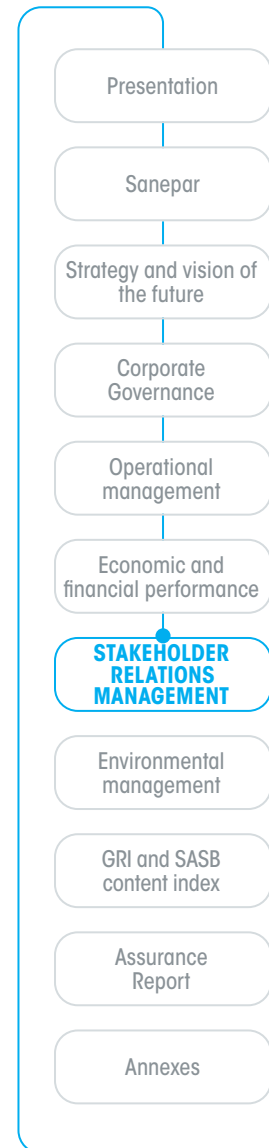 Presentation
Sanepar
Strategy and vision of
the future
Corporate
Governance
Operational
management
Economic and
financial performance
STAKEHOLDER
RELATIONS
MANAGEMENT
Environmental
management
GRI and SASB
content index
Assurance
Report
Annexes